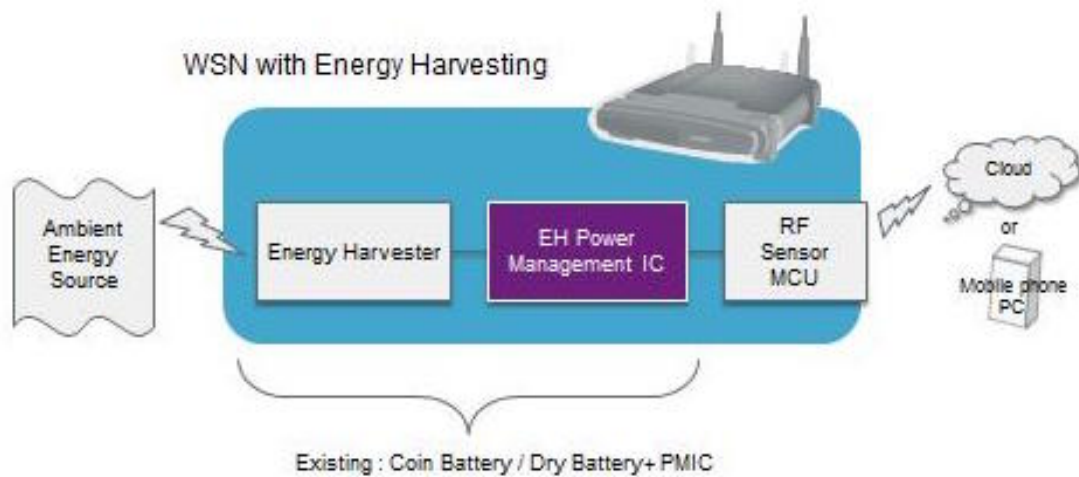 WSN with Energy Harvesting
Ambient
Energy
Source
Energy Harvester
EH Power
Management IC
RF
Sensor
MCU
Cloud
or
Mobile phone
PC
Existing : Coin Battery / Dry Battery+ PMIC